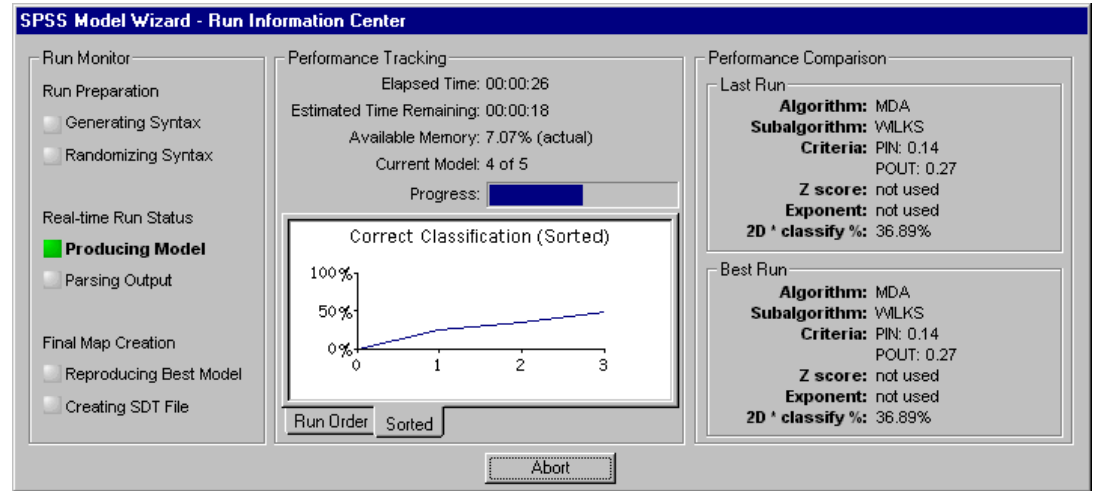 SPSS Model Wizard - Run Information Center
Run Monitor
Run Preparation
Generating Syntax
Randomizing Syntax
Real-time Run Status
Producing Model
Parsing Output
Final Map Creation
Reproducing Best Model
Creating SDT File
Performance Tracking
Elapsed Time: 00:00:26
Estimated Time Remaining: 00:00:18
Available Memory: 7.07% (actual)
Current Model: 4 of 5
Progress:
Correct Classification (Sorted)
100%
50%
0%
0 1 2 3
Run Order Sorted
Performance Comparison
Last Run
Algorithm: MDA
Subalgorithm: WILKS
Criteria: PIN: 0.14
POUT: 0.27
Z score: not used
Exponent: not used
2D * classify %: 36.89%
Best Run
Algorithm: MDA
Subalgorithm: WILKS
Criteria: PIN: 0.14
POUT: 0.27
Z score: not used
Exponent: not used
2D * classify %: 36.89%
Abort